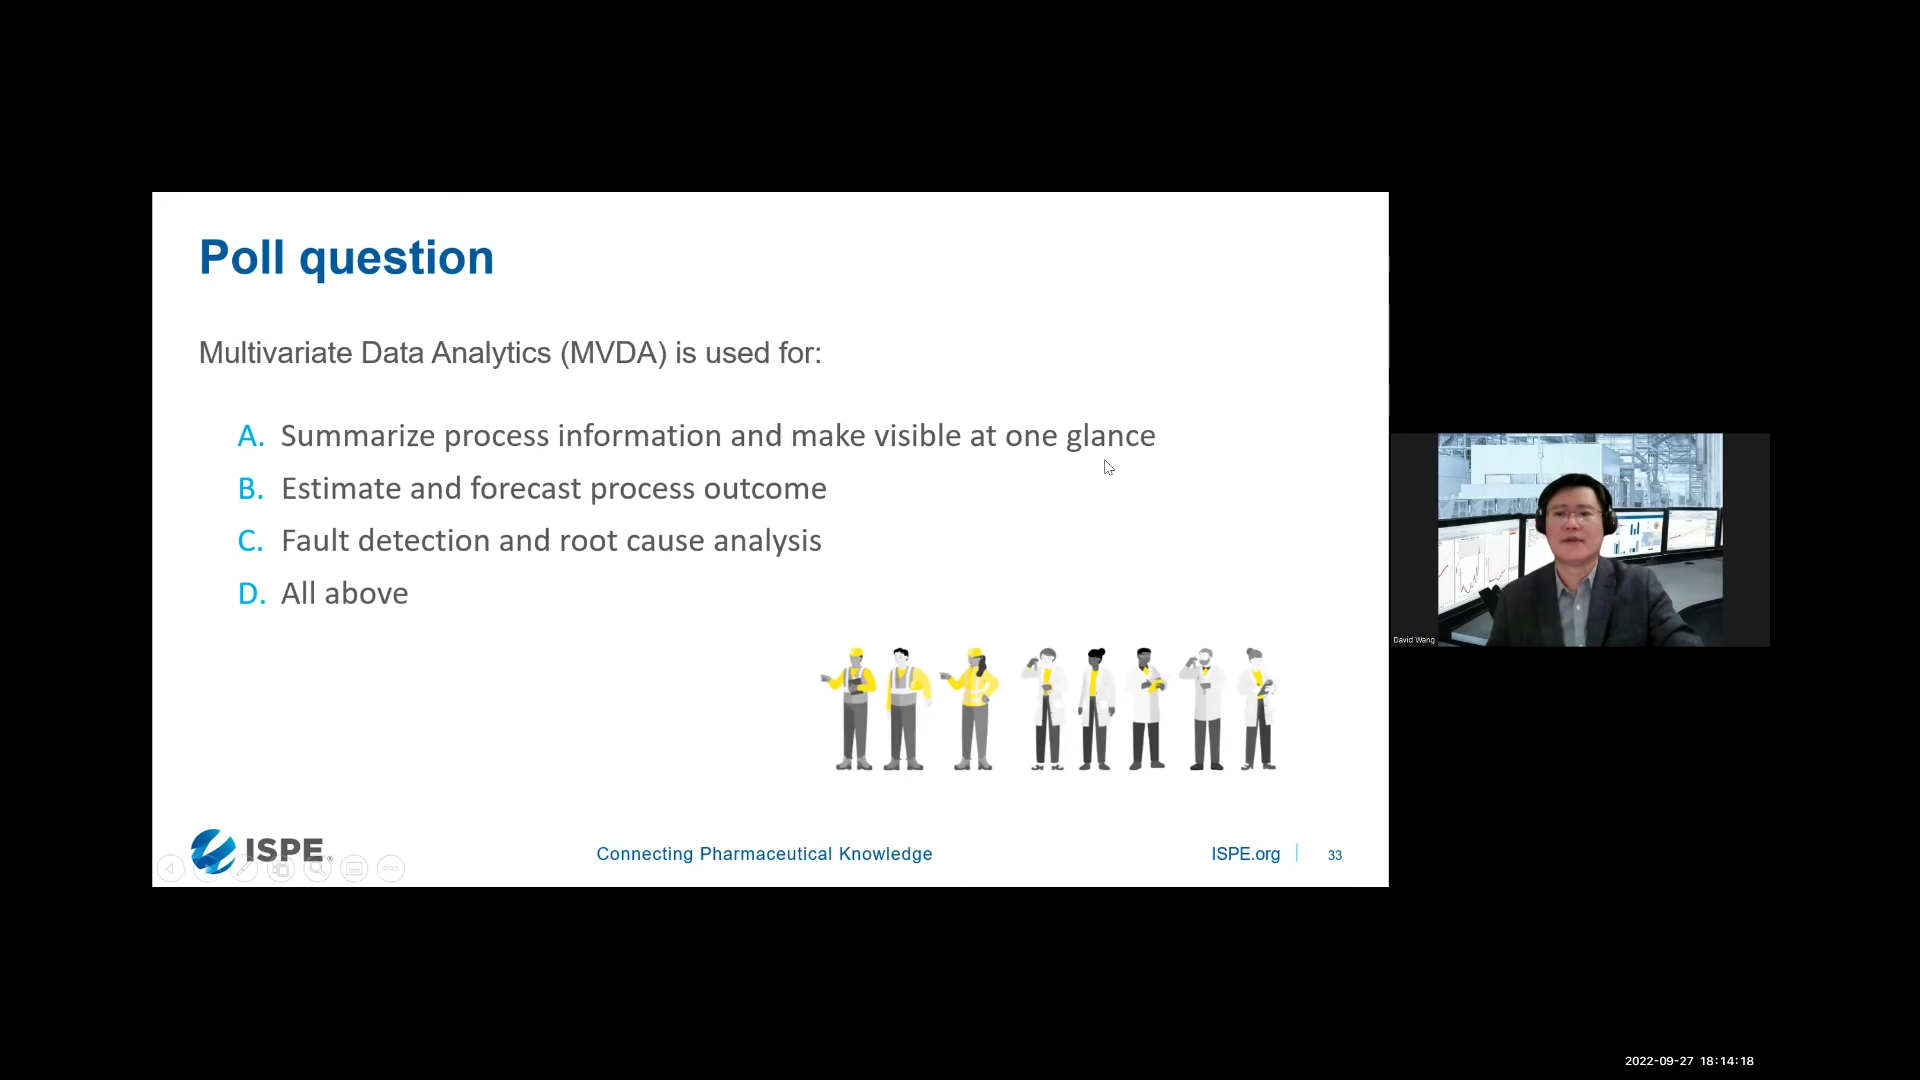 Poll question
Multivariate Data Analytics (MVDA) is used for:
A. Summarize process information and make visible at one glance
B. Estimate and forecast process outcome
C. Fault detection and root cause analysis
D. All above
David Wang
ISPE®
Connecting Pharmaceutical Knowledge
ISPE.org
33
2022-09-27 18:14:18